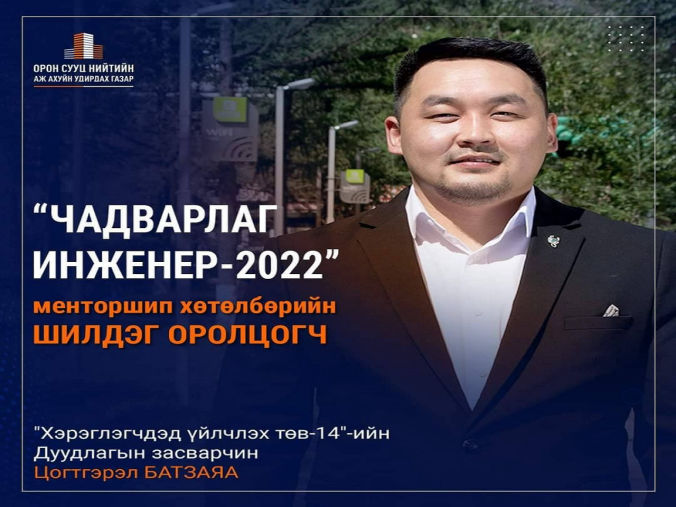 ОРОН СУУЦ НИЙТИЙН
АЖ АХУЙН УДИРДАХ ГАЗАР
WIFI
“ЧАДВАРЛАГ
ИНЖЕНЕР-2022”
менторшип хөтөлбөрийн
ШИЛДЭГ ОРОЛЦОГЧ
"Хэрэглэгчдэд үйлчлэх төв-14"-ийн
Дуудлагын засварчин
Цогтгэрэл БАТЗАЯА